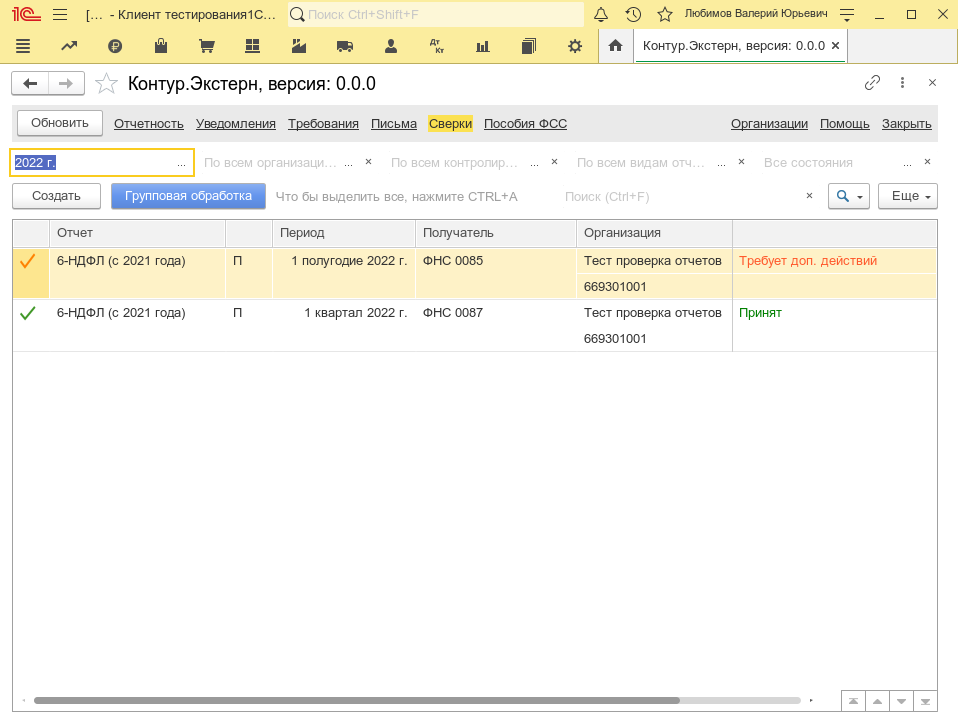 [... - Клиент тестирования1С... Поиск Ctrl+Shift+F Любимов Валерий Юрьевич
Дт Кт Контур.Экстерн, версия: 0.0.0 ×
Контур.Экстерн, версия: 0.0.0
Обновить Отчетность Уведомления Требования Письма Сверки Пособия ФСС Организации Помощь Закрыть
2022 г. ... По всем организаци... ... × По всем контролир... ... × По всем видам отч... ... × Все состояния ... ×
Создать Групповая обработка Что бы выделить все, нажмите CTRL+A Поиск (Ctrl+F) × Еще
Отчет Период Получатель Организация
6-НДФЛ (с 2021 года) П 1 полугодие 2022 г. ФНС 0085 Тест проверка отчетов Требует доп. действий
669301001
6-НДФЛ (с 2021 года) П 1 квартал 2022 г. ФНС 0087 Тест проверка отчетов Принят
669301001